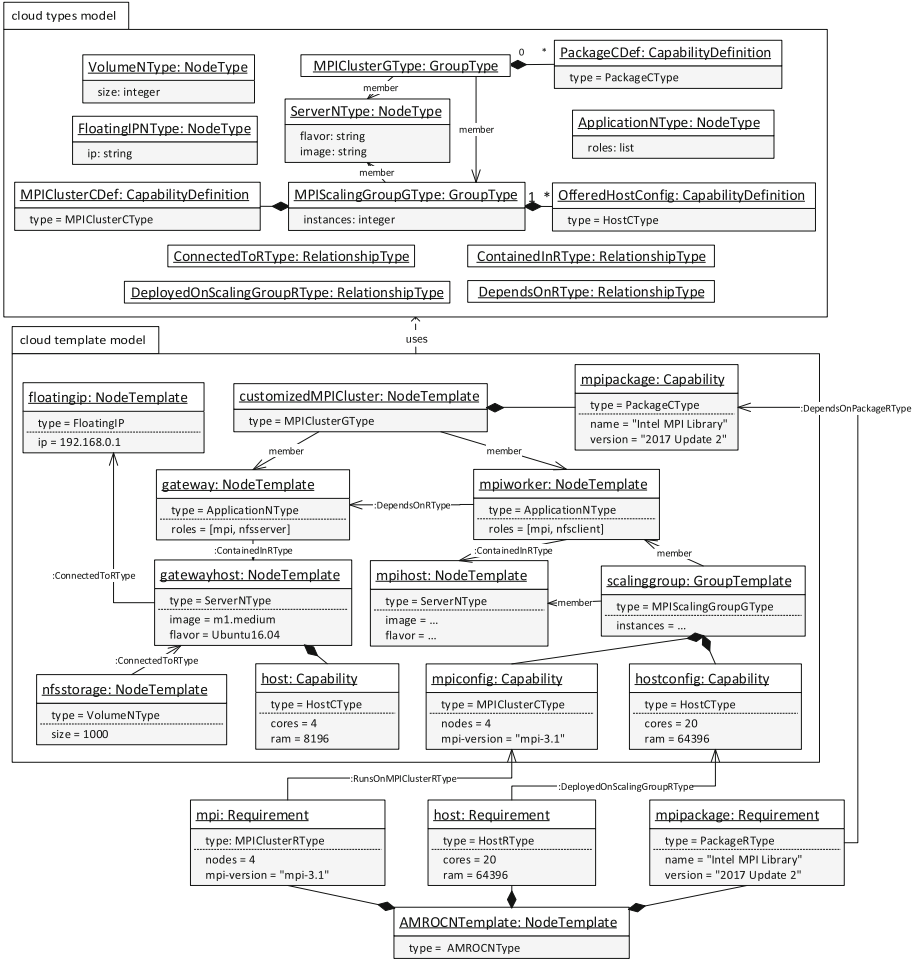 cloud types model
VolumeNType: NodeType
size: integer
MPIClusterGType: GroupType
0
*
PackageCDef: CapabilityDefinition
type = PackageCType
member
FloatingIPNType: NodeType
ip: string
ServerNType: NodeType
flavor: string
image: string
member
ApplicationNType: NodeType
roles: list
member
MPIClusterCDef: CapabilityDefinition
type = MPIClusterCType
MPIScalingGroupGType: GroupType
instances: integer
1
*
OfferedHostConfig: CapabilityDefinition
type = HostCType
ConnectedToRType: RelationshipType
ContainedInRType: RelationshipType
DeployedOnScalingGroupRType: RelationshipType
DependsOnRType: RelationshipType
cloud template model
uses
floatingip: NodeTemplate
type = FloatingIP
ip = 192.168.0.1
customizedMPICluster: NodeTemplate
type = MPIClusterGType
mpipackage: Capability
type = PackageCType
name = "Intel MPI Library"
version = "2017 Update 2"
:DependsOnPackageRType
member
member
gateway: NodeTemplate
type = ApplicationNType
roles = [mpi, nfsserver]
:DependsOnRType
mpiworker: NodeTemplate
type = ApplicationNType
roles = [mpi, nfsclient]
:ContainedInRType
:ContainedInRType
member
:ConnectedToRType
gatewayhost: NodeTemplate
type = ServerNType
image = m1.medium
flavor = Ubuntu16.04
mpihost: NodeTemplate
type = ServerNType
image = ...
flavor = ...
member
scalinggroup: GroupTemplate
type = MPIScalingGroupGType
instances = ...
:ConnectedToRType
nfsstorage: NodeTemplate
type = VolumeNType
size = 1000
host: Capability
type = HostCType
cores = 4
ram = 8196
mpiconfig: Capability
type = MPIClusterCType
nodes = 4
mpi-version = "mpi-3.1"
hostconfig: Capability
type = HostCType
cores = 20
ram = 64396
:RunsOnMPIClusterRType
:DeployedOnScalingGroupRType
mpi: Requirement
type: MPIClusterRType
nodes = 4
mpi-version = "mpi-3.1"
host: Requirement
type = HostRType
cores = 20
ram = 64396
mpipackage: Requirement
type = PackageRType
name = "Intel MPI Library"
version = "2017 Update 2"
AMROCNTemplate: NodeTemplate
type = AMROCNType